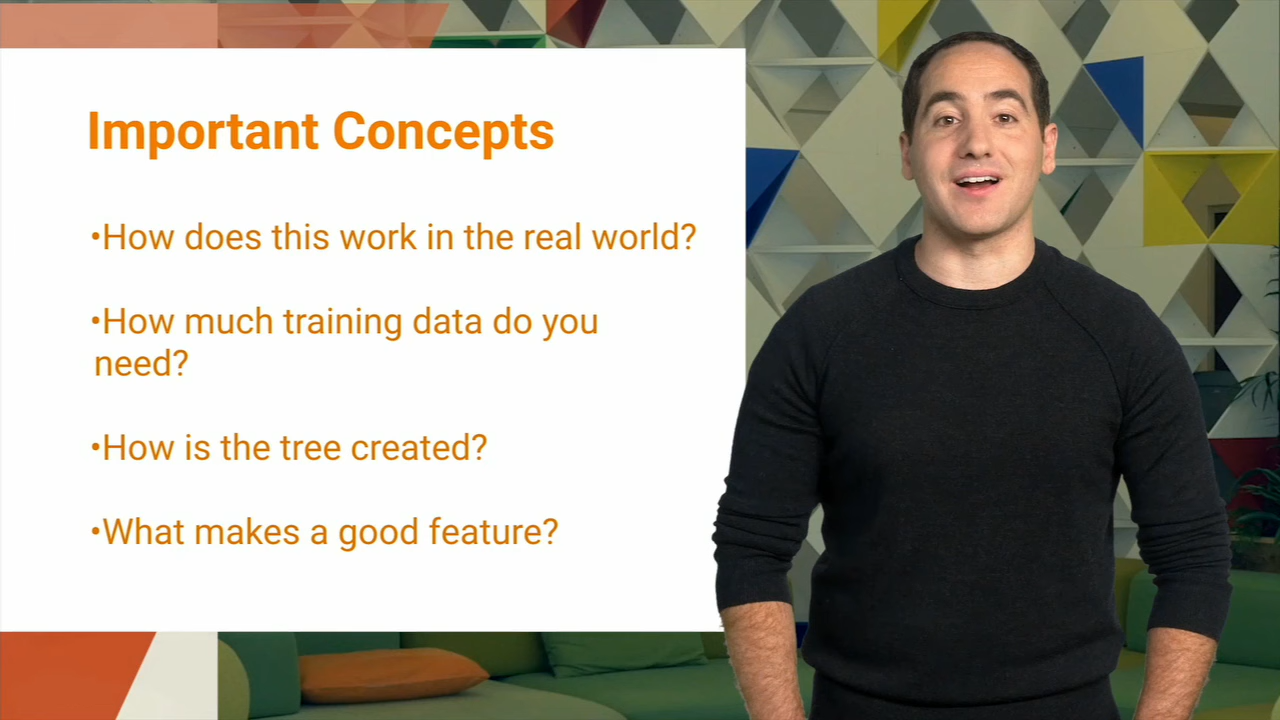 Important Concepts
•How does this work in the real world?
•How much training data do you
need?
•How is the tree created?
•What makes a good feature?